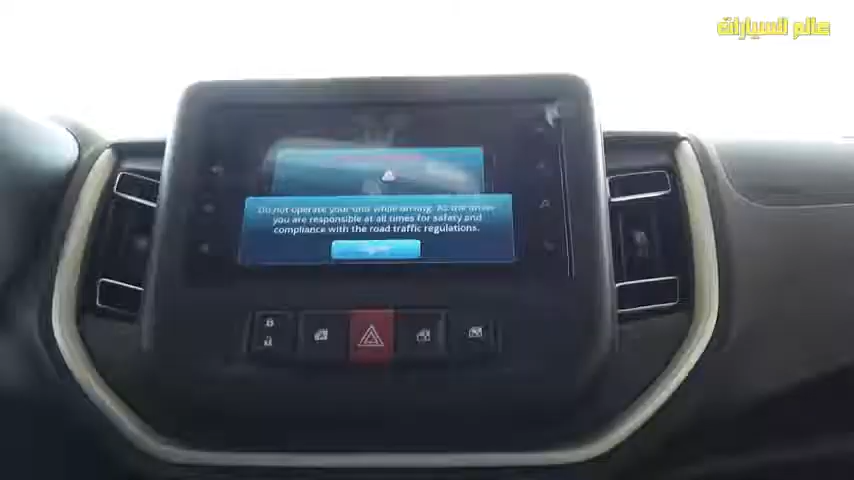 عالم السيارات
Do not operate your unit while driving. As the driver
you are responsible at all times for safety and
compliance with the road traffic regulations.